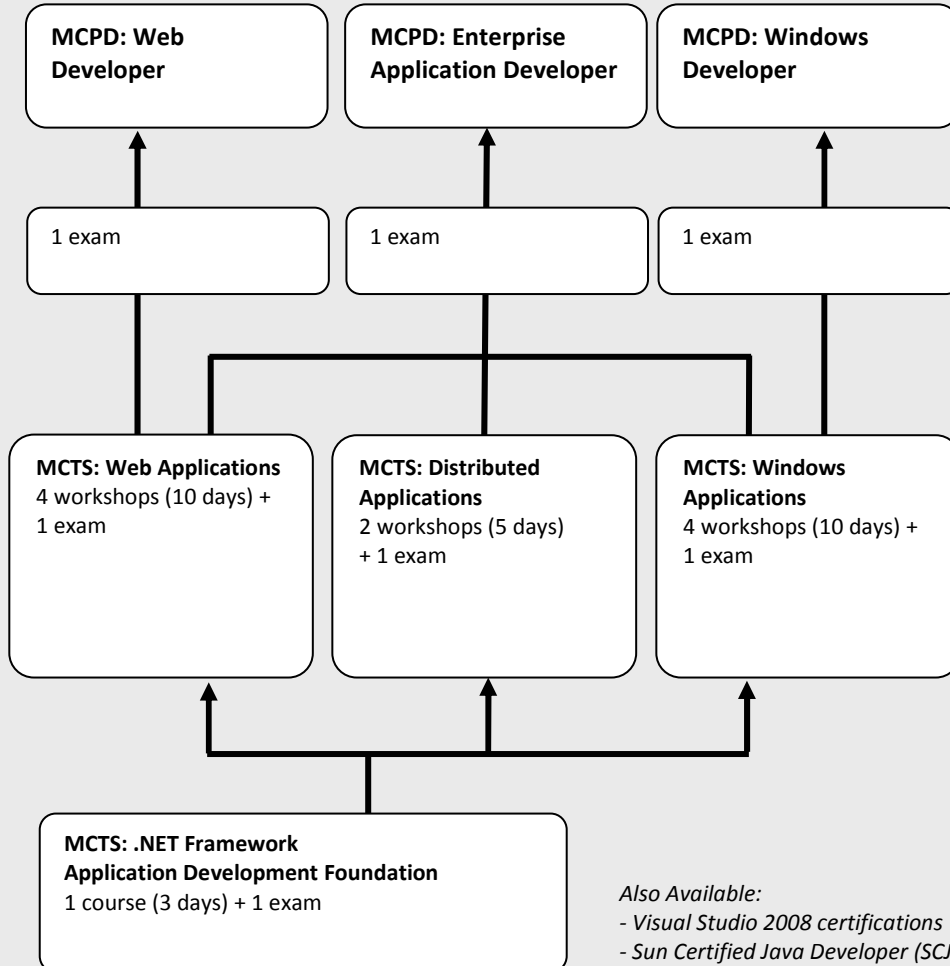 MCPD: Web
Developer
MCPD: Enterprise
Application Developer
MCPD: Windows
Developer
1 exam
1 exam
1 exam
MCTS: Web Applications
4 workshops (10 days) +
1 exam
MCTS: Distributed
Applications
2 workshops (5 days)
+ 1 exam
MCTS: Windows
Applications
4 workshops (10 days) +
1 exam
MCTS: .NET Framework
Application Development Foundation
1 course (3 days) + 1 exam
Also Available:
- Visual Studio 2008 certifications
- Sun Certified Java Developer